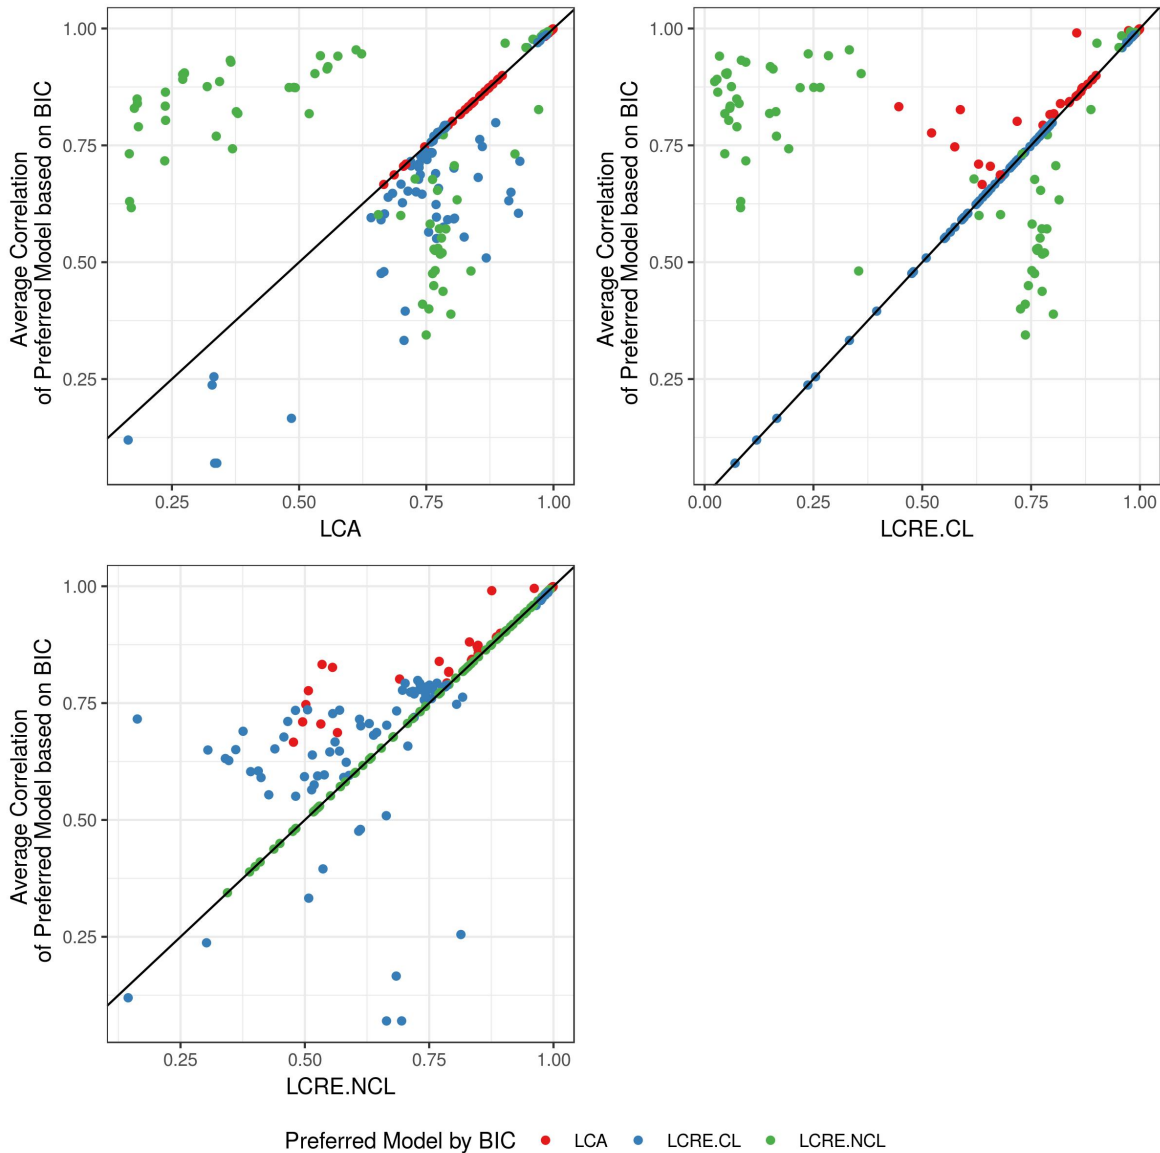 1.00
0.75
0.50
0.25
Average Correlation
of Preferred Model based on BIC
0.25 0.50 0.75 1.00
LCA
1.00
0.75
0.50
0.25
Average Correlation
of Preferred Model based on BIC
0.00 0.25 0.50 0.75 1.00
LCRE.CL
1.00
0.75
0.50
0.25
Average Correlation
of Preferred Model based on BIC
0.25 0.50 0.75 1.00
LCRE.NCL
Preferred Model by BIC LCA LCRE.CL LCRE.NCL